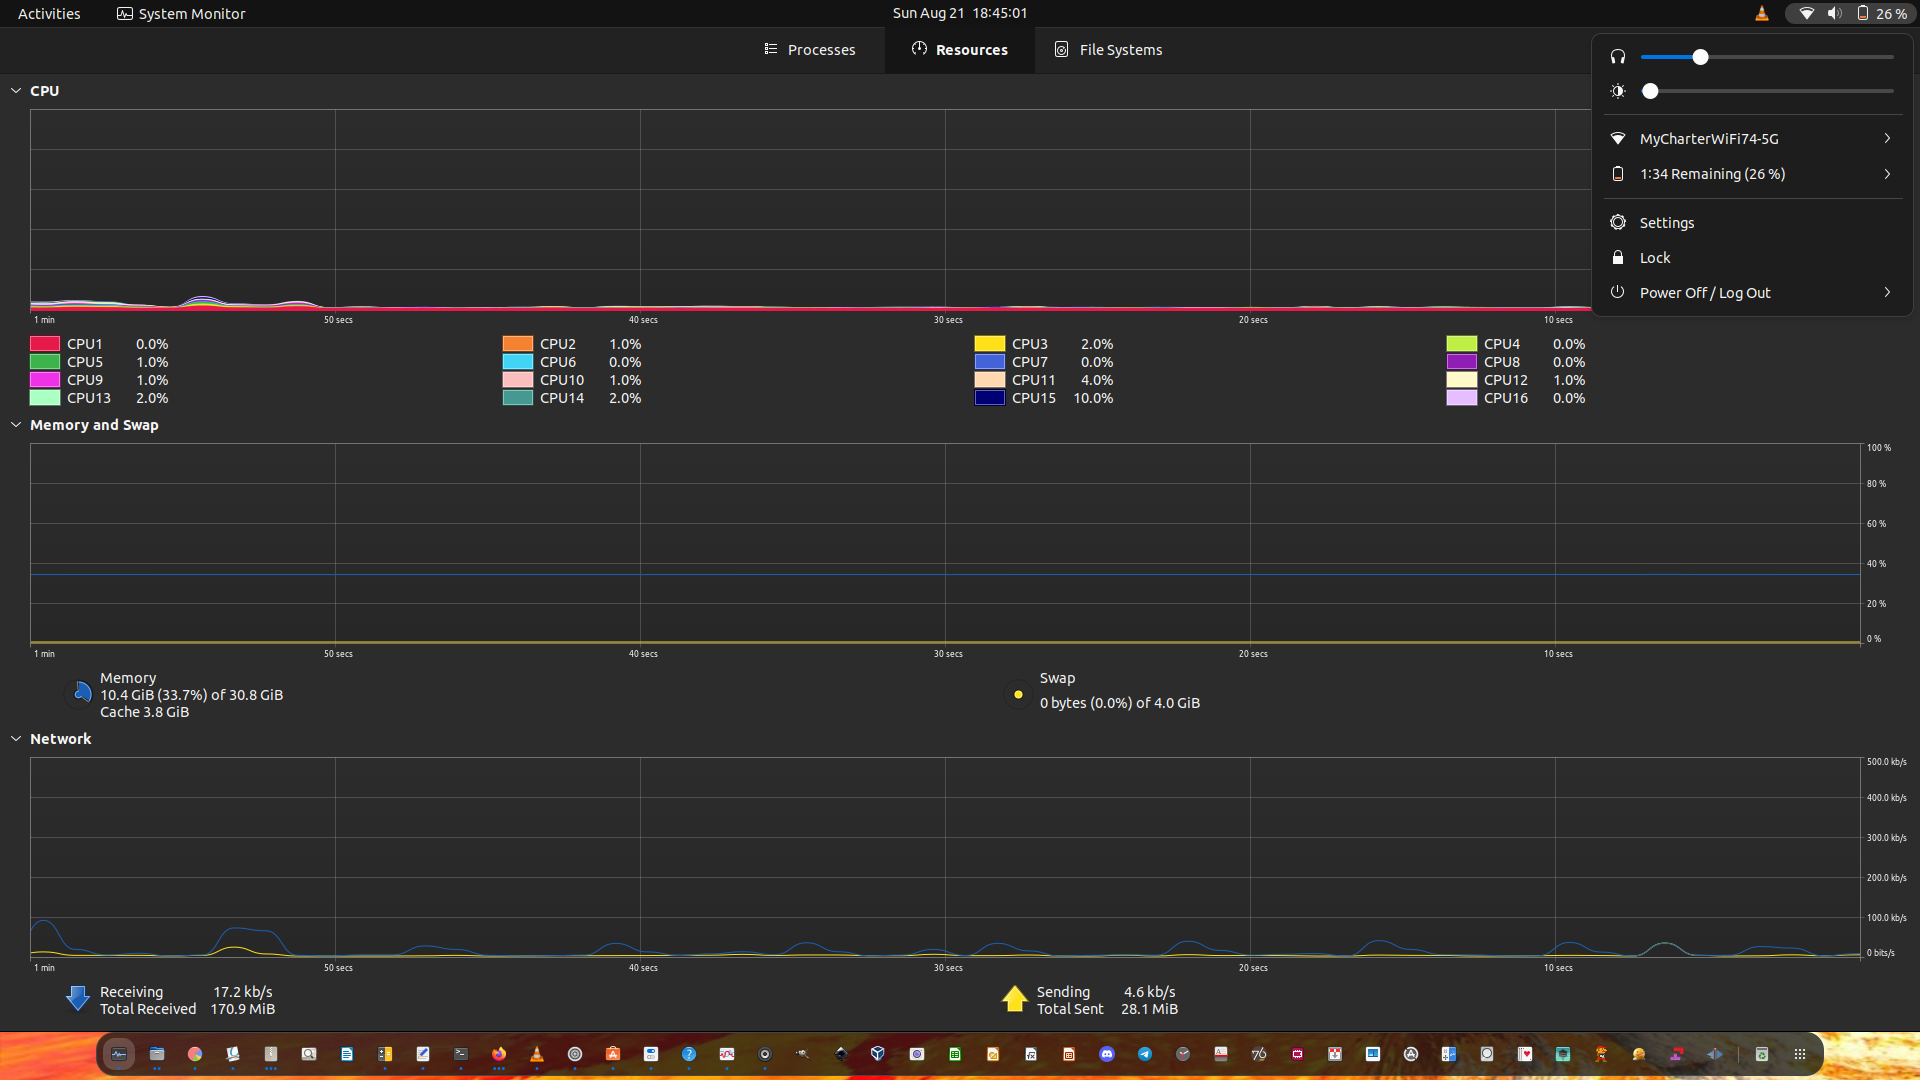 Activities System Monitor Sun Aug 21 18:45:01 26 %
Processes Resources File Systems
CPU
MyCharterWiFi74-5G
1:34 Remaining (26 %)
Settings
Lock
Power Off / Log Out
1 min 50 secs 40 secs 30 secs 20 secs 10 secs
CPU1 0.0% CPU2 1.0% CPU3 2.0% CPU4 0.0%
CPU5 1.0% CPU6 0.0% CPU7 0.0% CPU8 0.0%
CPU9 1.0% CPU10 1.0% CPU11 4.0% CPU12 1.0%
CPU13 2.0% CPU14 2.0% CPU15 10.0% CPU16 0.0%
Memory and Swap
100 %
80 %
60 %
40 %
20 %
0 %
1 min 50 secs 40 secs 30 secs 20 secs 10 secs
Memory
10.4 GiB (33.7%) of 30.8 GiB
Cache 3.8 GiB
Swap
0 bytes (0.0%) of 4.0 GiB
Network
500.0 kb/s
400.0 kb/s
300.0 kb/s
200.0 kb/s
100.0 kb/s
0 bits/s
1 min 50 secs 40 secs 30 secs 20 secs 10 secs
Receiving 17.2 kb/s
Total Received 170.9 MiB
Sending 4.6 kb/s
Total Sent 28.1 MiB
76